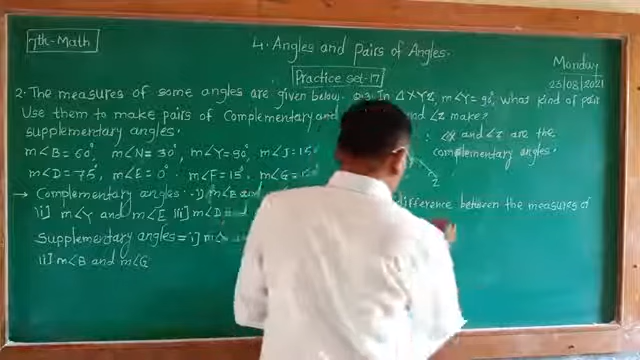 7th-Math
4. Angles and Pairs of Angles.
Monday
23/08/2021
Practice set-17
2. The measures of some angles are given below.
Use them to make pairs of Complementary and
supplementary angles.
m∠B = 60°, m∠N = 30°, m∠Y = 90°, m∠J = 15
m∠D = 75°, m∠E = 0° m∠F = 15° m∠G = 120
→ Complementary angles i] m∠B and
ii] m∠Y and m∠E iii] m∠D
Supplementary angles = i] m∠
ii] m∠B and m∠G
Q.3. In △XYZ, m∠Y = 90°, what kind of pair
and ∠Z make?
∴ ∠X and ∠Z are the
complementary angles.
Z
difference between the measures of